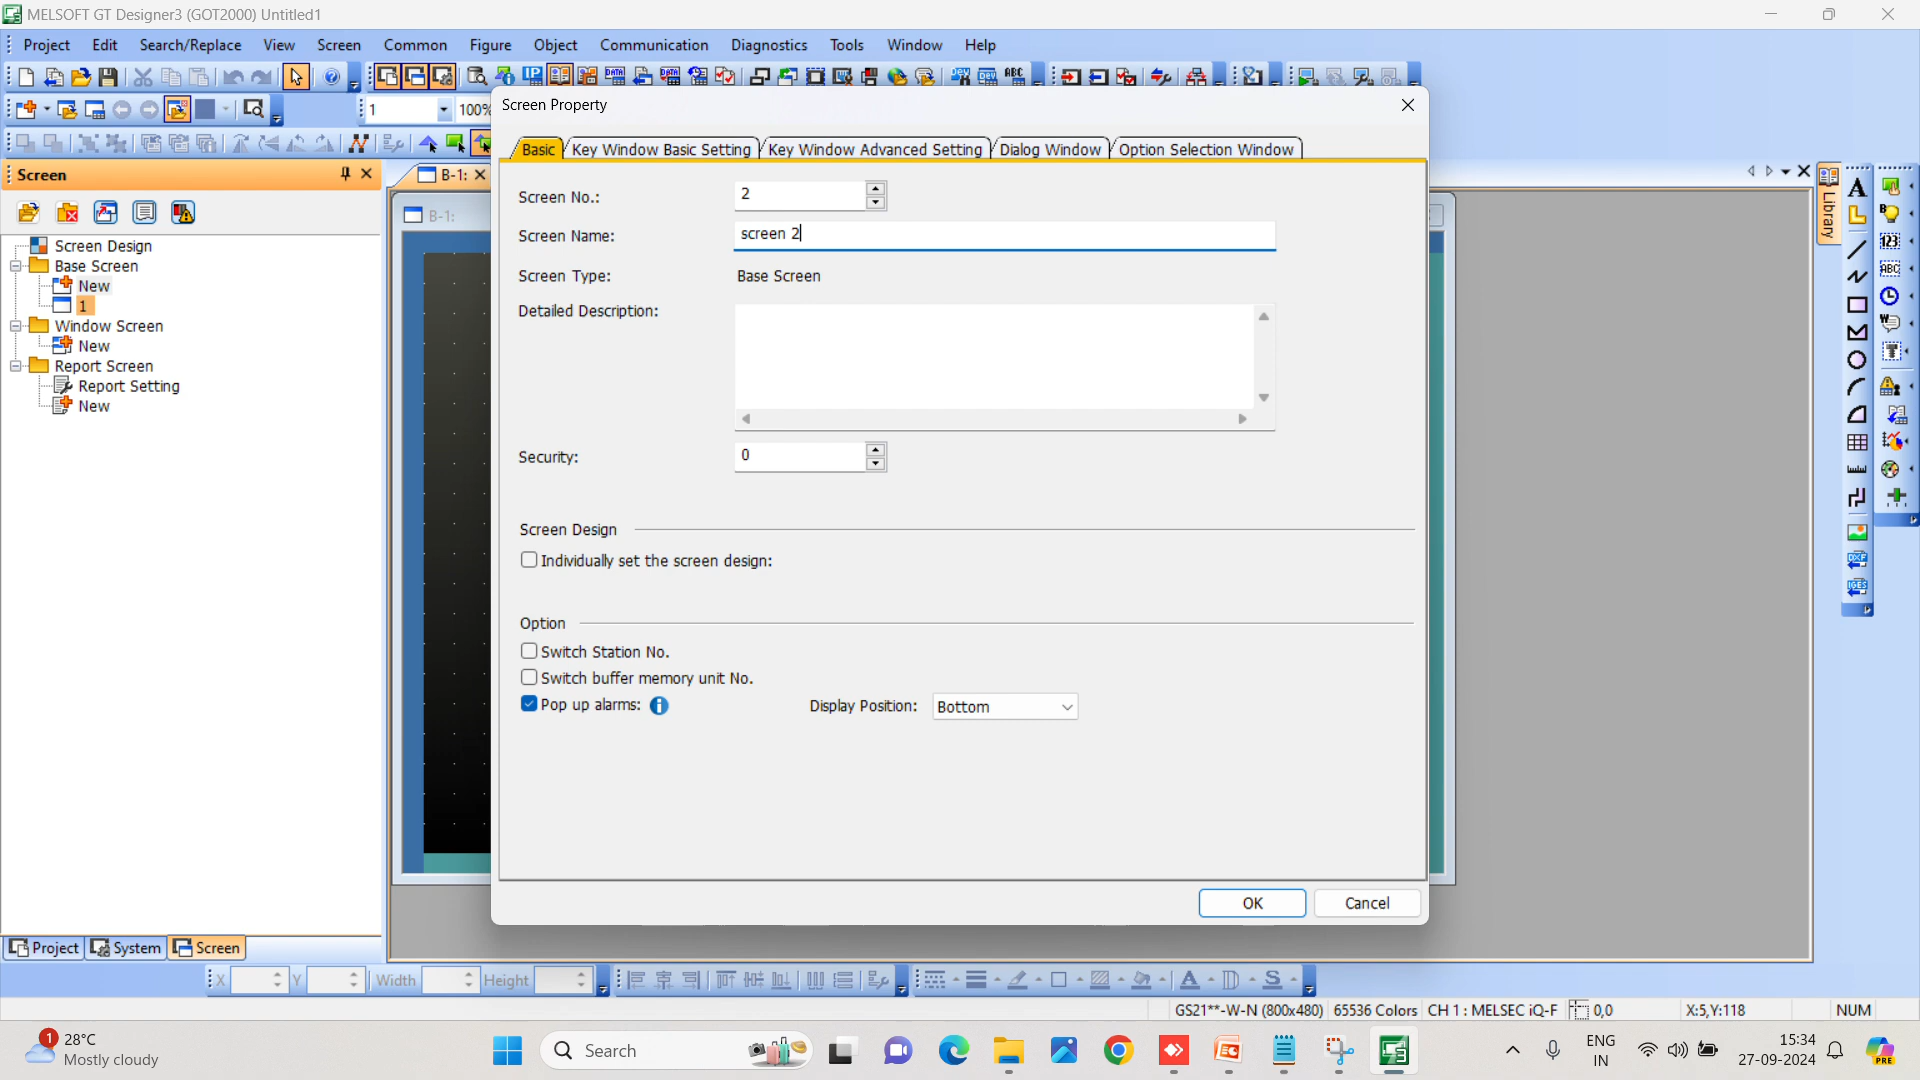 MELSOFT GT Designer3 (GOT2000) Untitled1
Project Edit Search/Replace View Screen Common Figure Object Communication Diagnostics Tools Window Help
1 100%
Screen Property
Basic Key Window Basic Setting Key Window Advanced Setting Dialog Window Option Selection Window
Screen
B-1:
B-1:
Screen Design
Base Screen
New
1
Window Screen
New
Report Screen
Report Setting
New
Screen No.: 2
Screen Name: screen 2
Screen Type: Base Screen
Detailed Description:
Security: 0
Screen Design
Individually set the screen design:
Option
Switch Station No.
Switch buffer memory unit No.
Pop up alarms: Display Position: Bottom
OK Cancel
Library
Project System Screen
X Y Width Height
GS21**-W-N (800x480) 65536 Colors CH 1 : MELSEC iQ-F 0,0 X:5,Y:118 NUM
1 28°C
Mostly cloudy
Search
ENG
IN
15:34
27-09-2024
PRE